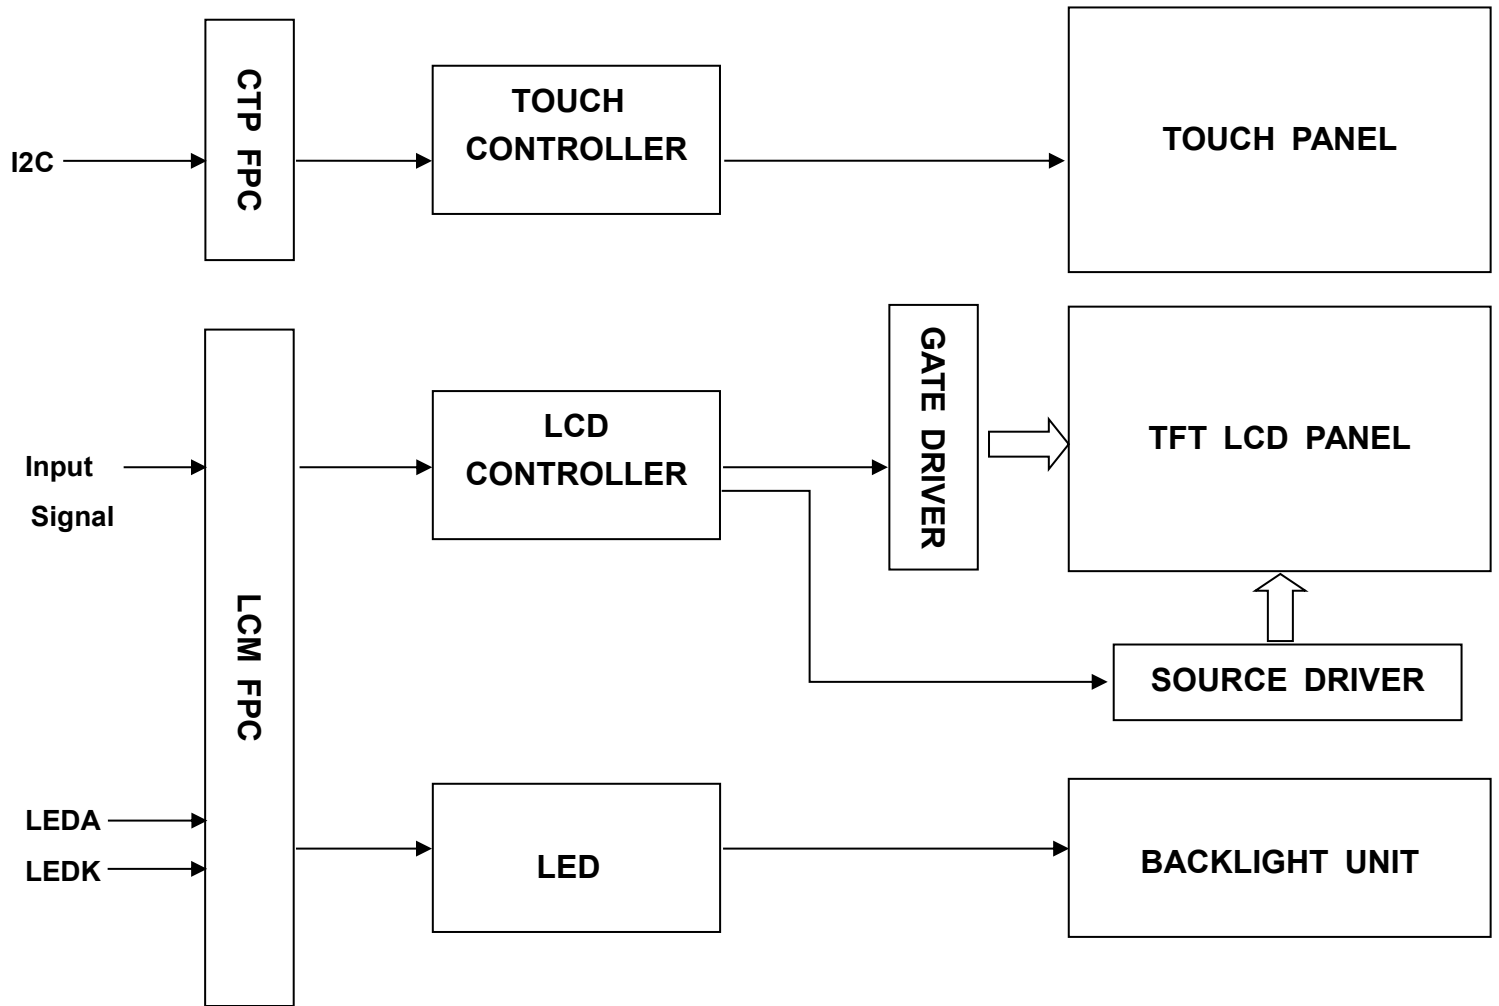 I2C
CTP FPC
TOUCH
CONTROLLER
TOUCH PANEL
Input
Signal
LCM FPC
LCD
CONTROLLER
GATE DRIVER
TFT LCD PANEL
SOURCE DRIVER
LEDA
LEDK
LED
BACKLIGHT UNIT